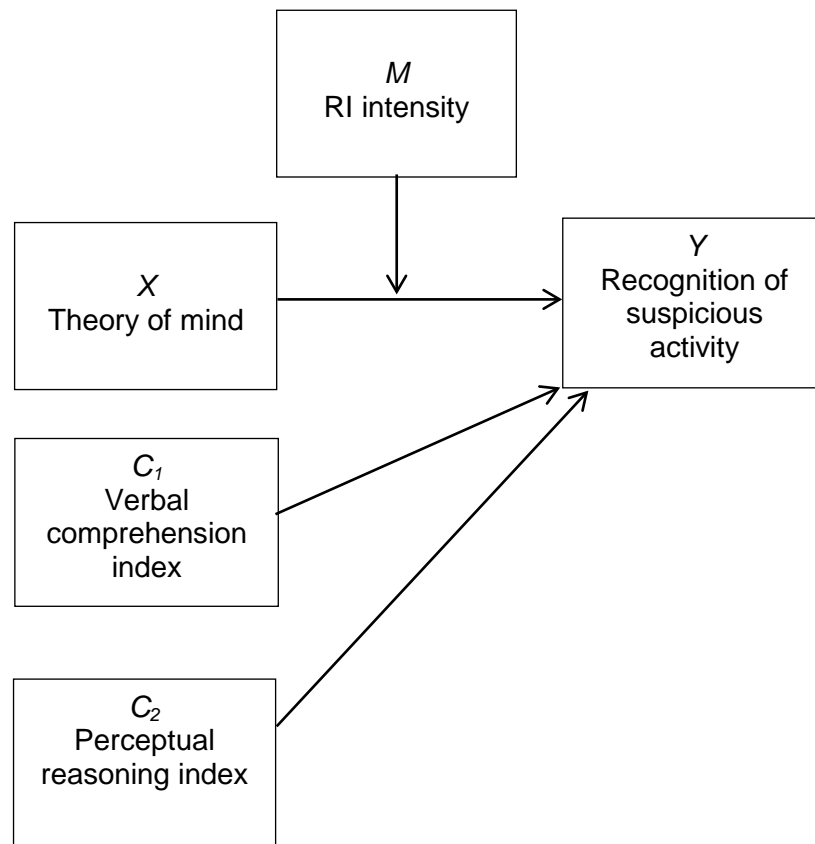 M
RI intensity
X
Theory of mind
Y
Recognition of
suspicious
activity
C1
Verbal
comprehension
index
C2
Perceptual
reasoning index